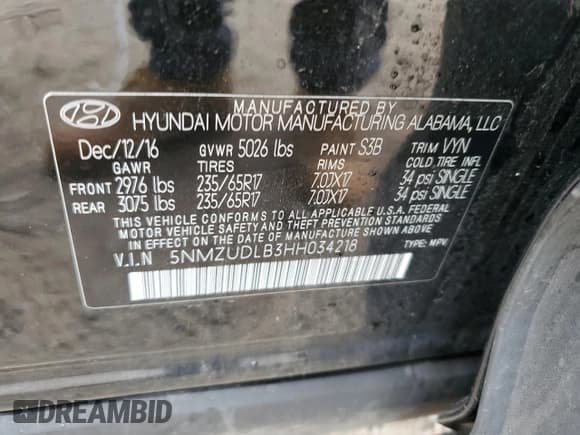 MANUFACTURED BY
HYUNDAI MOTOR MANUFACTURING ALABAMA, LLC
Dec/12/16 GVWR 5026 lbs PAINT S3B TRIM VYN
GAWR TIRES RIMS COLD TIRE INFL
FRONT 2976 lbs 235/65R17 7.0JX17 34 psi SINGLE
REAR 3075 lbs 235/65R17 7.0JX17 34 psi SINGLE
THIS VEHICLE CONFORMS TO ALL APPLICABLE U.S.A. FEDERAL
MOTOR VEHICLE SAFETY AND THEFT PREVENTION STANDARDS
IN EFFECT ON THE DATE OF MANUFACTURE SHOWN ABOVE.
V.I.N 5NMZUDLB3HH034218 TYPE: MPV
DREAMBID